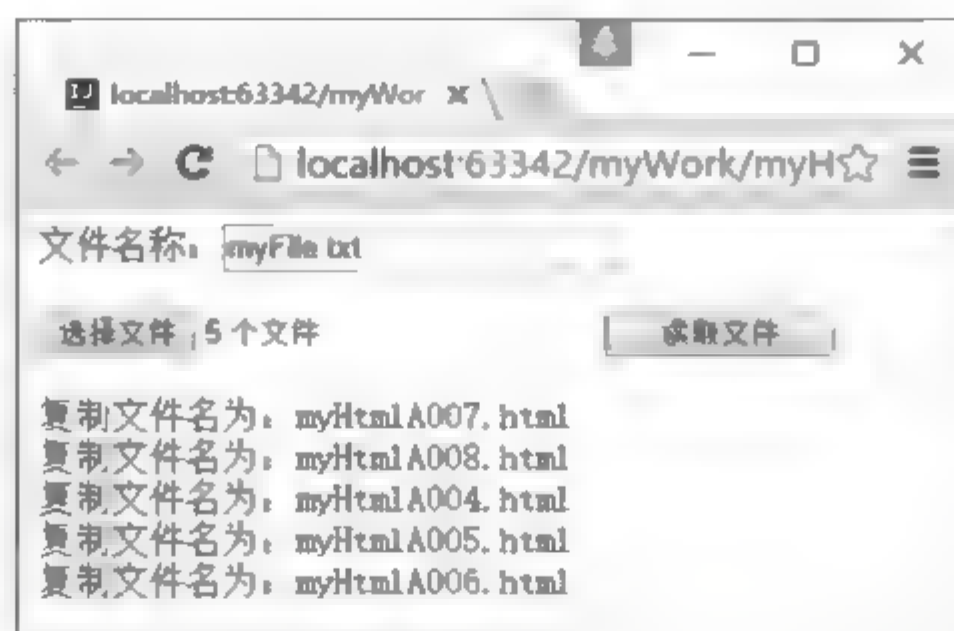 localhost:63342/myWor
localhost:63342/myWork/myH
文件名称：myFile.txt
选择文件 5 个文件 读取文件
复制文件名为：myHtmlA007.html
复制文件名为：myHtmlA008.html
复制文件名为：myHtmlA004.html
复制文件名为：myHtmlA005.html
复制文件名为：myHtmlA006.html